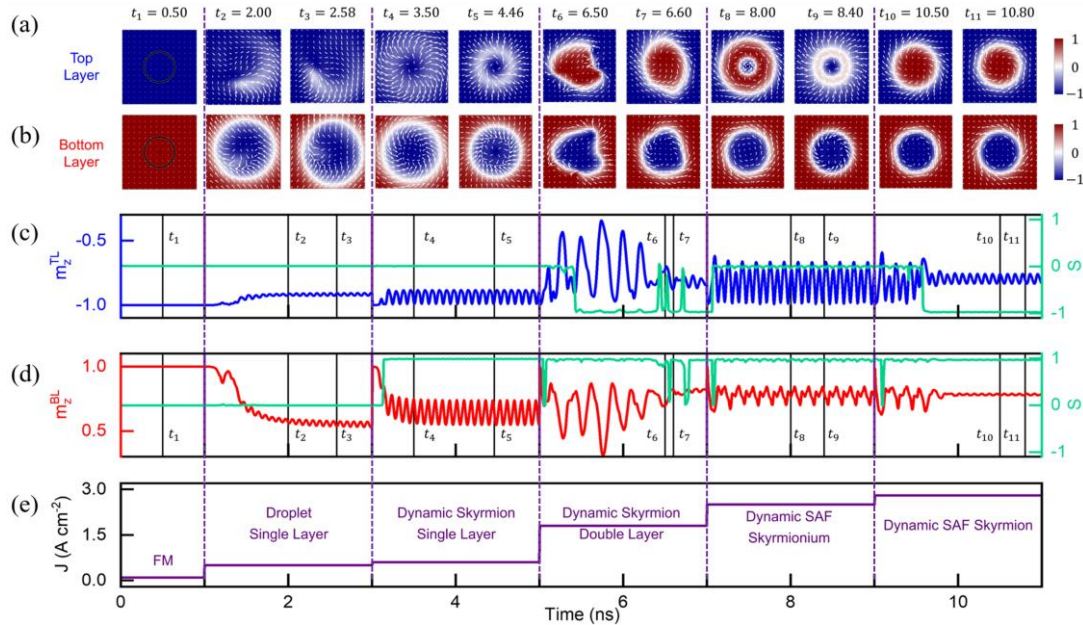 t₁ = 0.50 t₂ = 2.00 t₃ = 2.58 t₄ = 3.50 t₅ = 4.46 t₆ = 6.50 t₇ = 6.60 t₈ = 8.00 t₉ = 8.40 t₁₀ = 10.50 t₁₁ = 10.80
(a)
Top
Layer
1
0
−1
(b)
Bottom
Layer
1
0
−1
(c)
m_z^TL
-0.5
-1.0
t₁ t₂ t₃ t₄ t₅ t₆ t₇ t₈ t₉ t₁₀ t₁₁
1
0
-1
S
(d)
m_z^BL
1.0
0.5
t₁ t₂ t₃ t₄ t₅ t₆ t₇ t₈ t₉ t₁₀ t₁₁
1
0
-1
S
(e)
J (A cm⁻²)
3.0
1.5
0.0
FM
Droplet
Single Layer
Dynamic Skyrmion
Single Layer
Dynamic Skyrmion
Double Layer
Dynamic SAF
Skyrmionium
Dynamic SAF Skyrmion
0 2 4 6 8 10
Time (ns)